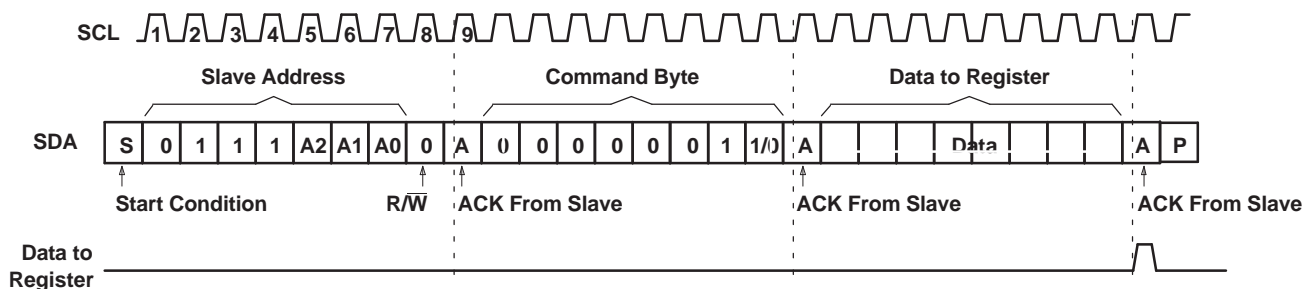 SCL 1 2 3 4 5 6 7 8 9
Slave Address Command Byte Data to Register
SDA S 0 1 1 1 A2 A1 A0 0 A 0 0 0 0 0 0 1 1/0 A Data A P
Start Condition R/W̅ ACK From Slave ACK From Slave ACK From Slave
Data to
Register